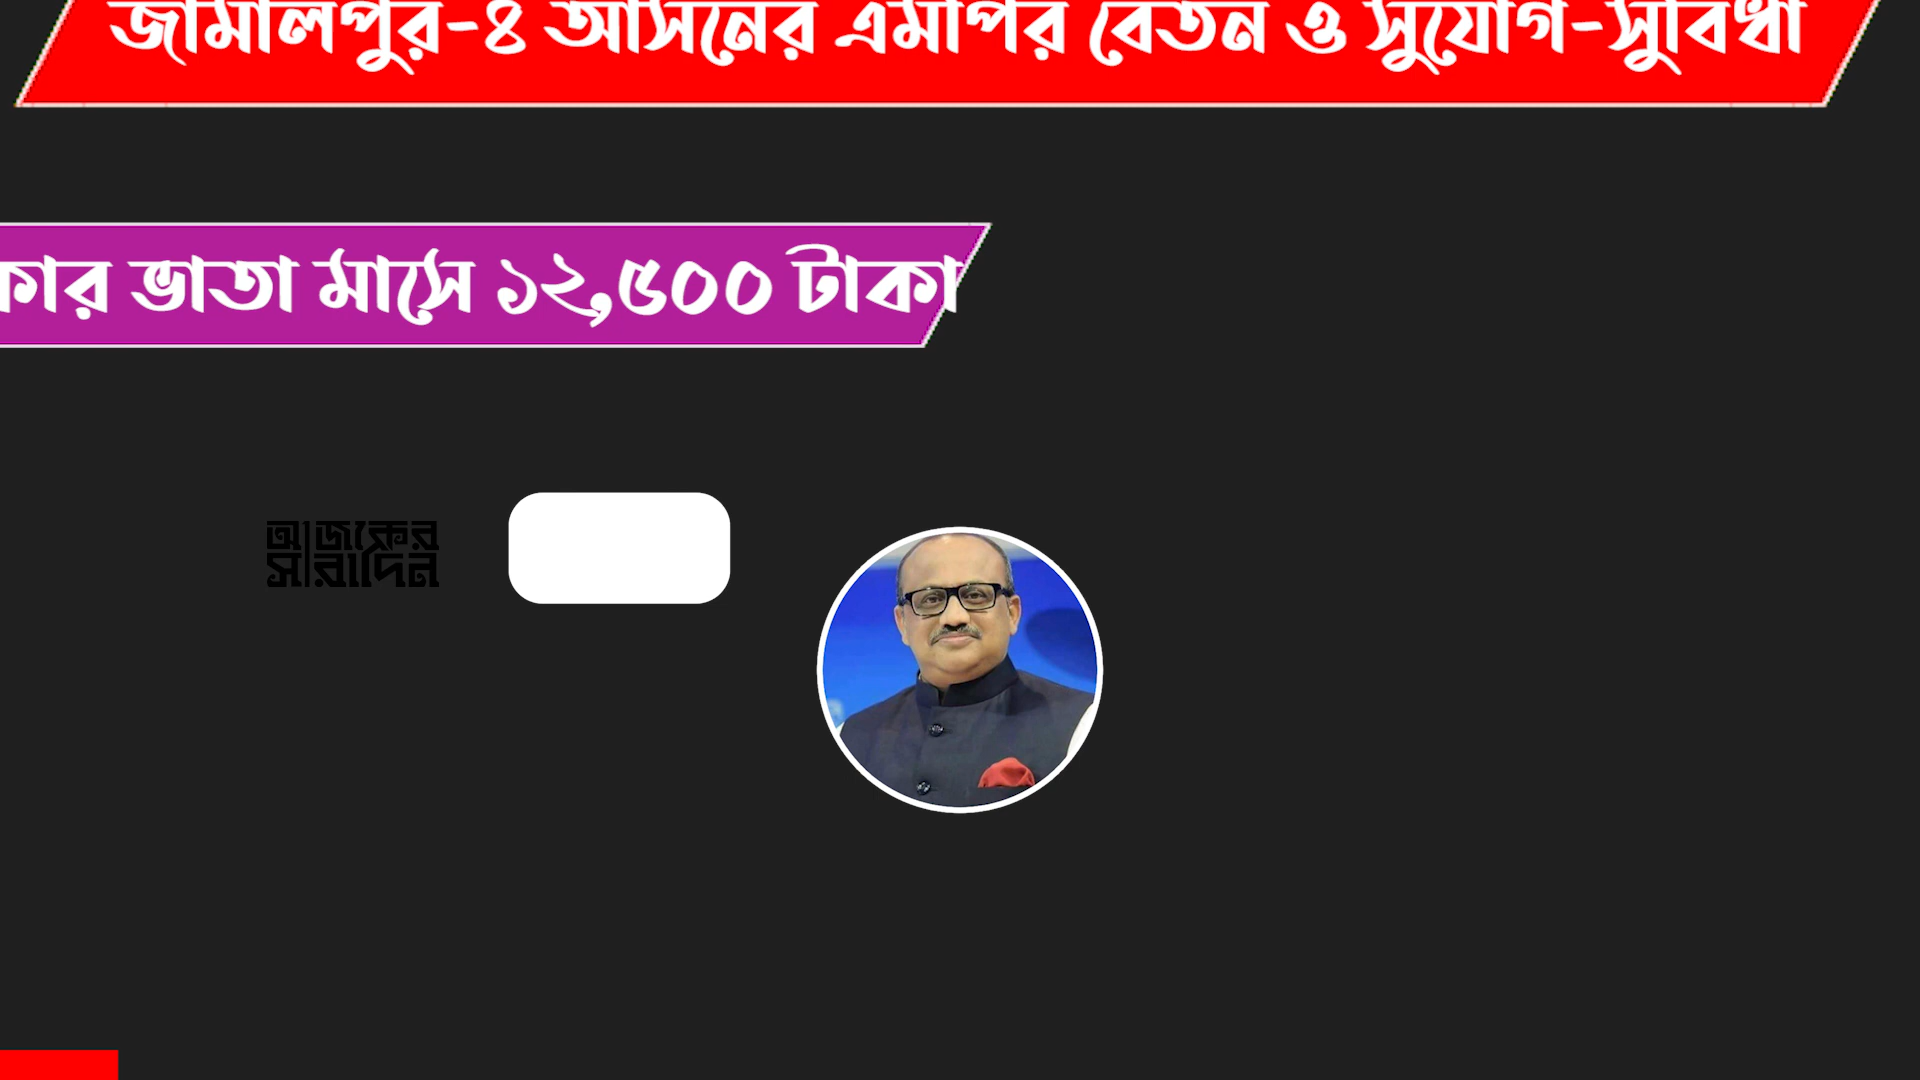 জামালপুর-৪ আসনের এমপির বেতন ও সুযোগ-সুবিধা
কার ভাতা মাসে ১২,৫০০ টাকা
আজকের
সারাদিন